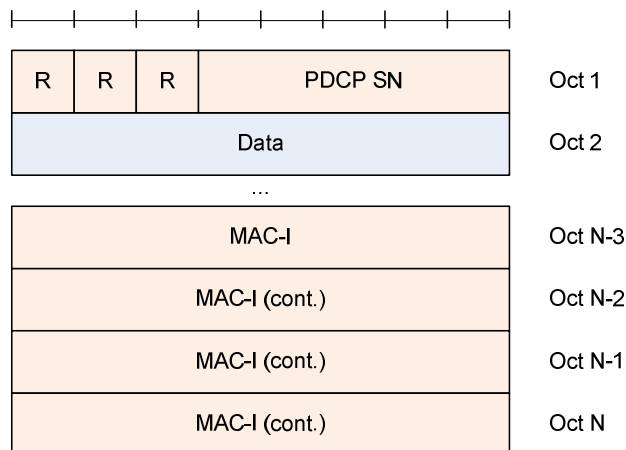 R R R PDCP SN Oct 1
Data Oct 2
...
MAC-I Oct N-3
MAC-I (cont.) Oct N-2
MAC-I (cont.) Oct N-1
MAC-I (cont.) Oct N